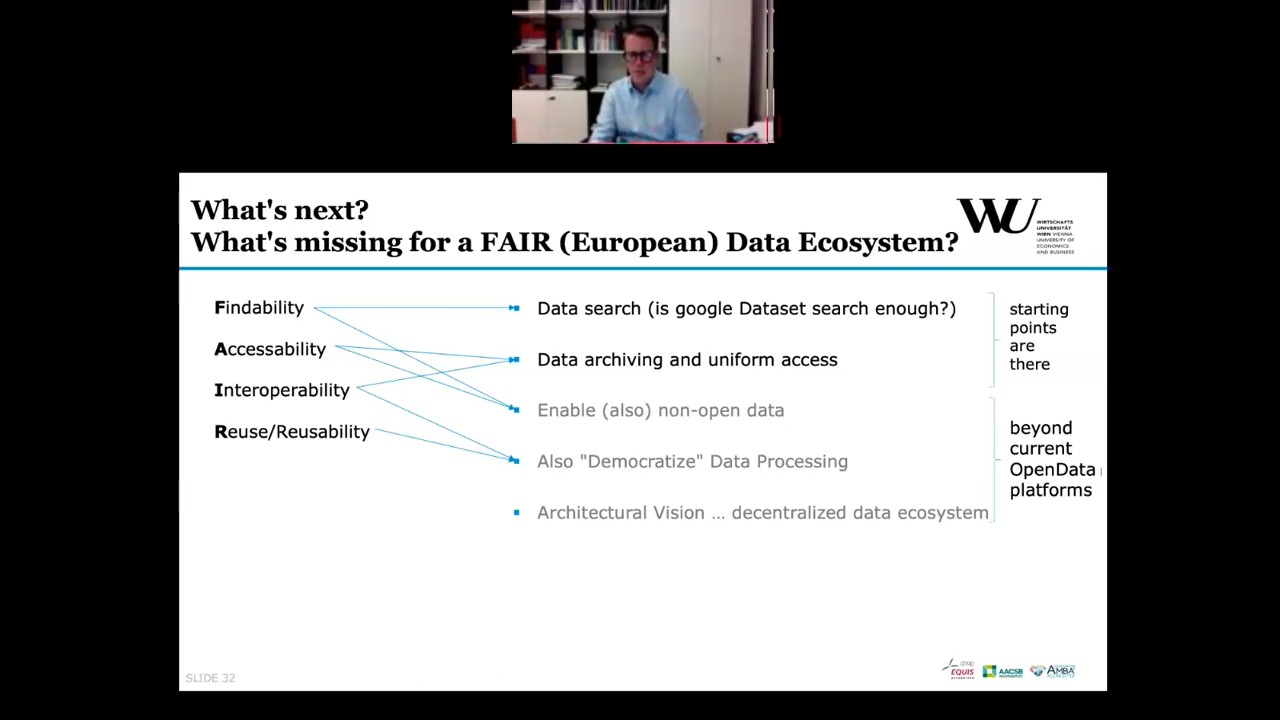 What's next?
What's missing for a FAIR (European) Data Ecosystem?
WU
WIRTSCHAFTS
UNIVERSITÄT
WIEN VIENNA
UNIVERSITY OF
ECONOMICS
AND BUSINESS
Findability
Accessability
Interoperability
Reuse/Reusability
Data search (is google Dataset search enough?)
Data archiving and uniform access
Enable (also) non-open data
Also "Democratize" Data Processing
Architectural Vision … decentralized data ecosystem
starting
points
are
there
beyond
current
OpenData
platforms
SLIDE 32
EQUIS
AACSB
AMBA